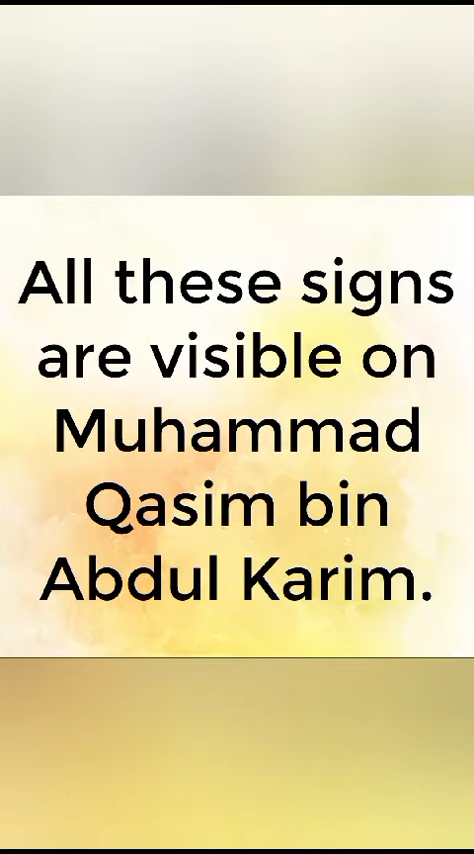 All these signs
are visible on
Muhammad
Qasim bin
Abdul Karim.